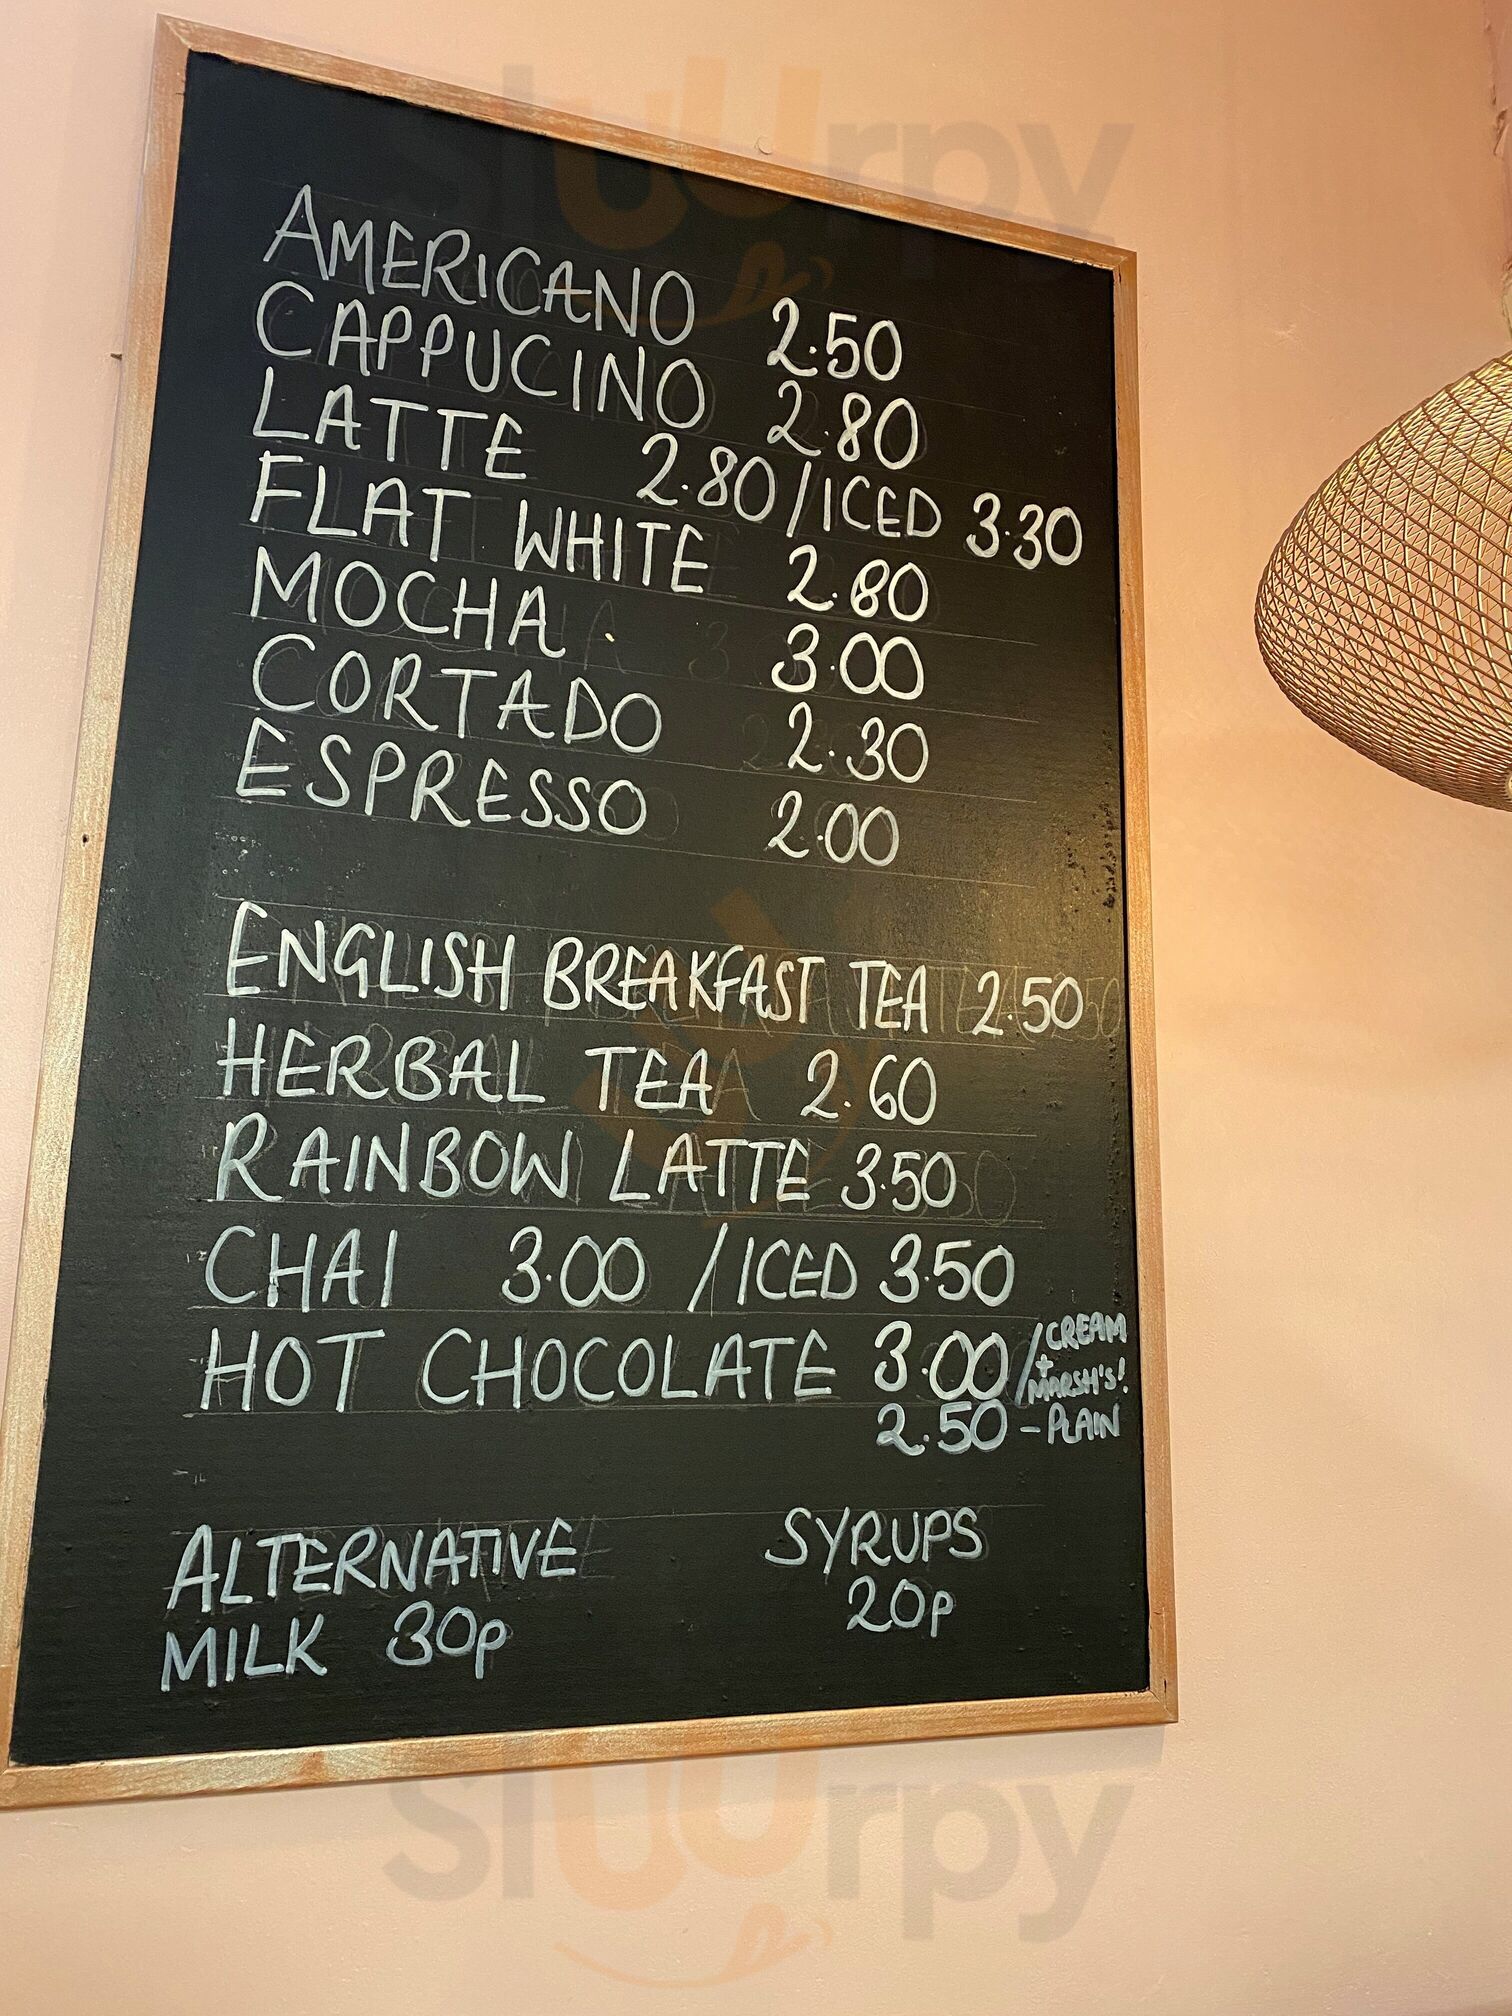 sluurpy
AMERICANO 2.50
CAPPUCINO 2.80
LATTE 2.80/ICED 3.30
FLAT WHITE 2.80
MOCHA 3.00
CORTADO 2.30
ESPRESSO 2.00
ENGLISH BREAKFAST TEA 2.50
HERBAL TEA 2.60
RAINBOW LATTE 3.50
CHAI 3.00 /ICED 3.50
HOT CHOCOLATE 3.00/CREAM
+
MARSH'S!
2.50 - PLAIN
ALTERNATIVE
MILK 30p
SYRUPS
20p
sluurpy